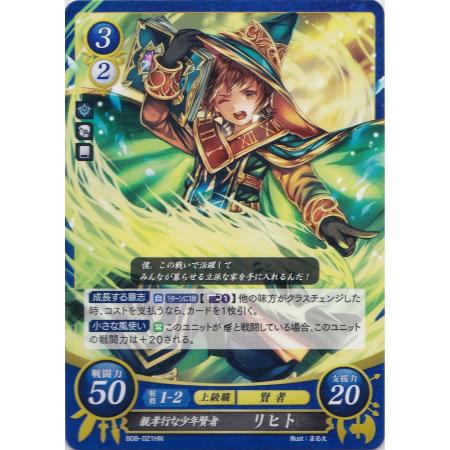 3
2
XI XII I
僕、この戦いで活躍して
みんなが暮らせる立派な家を手に入れるんだ!
成長する意志 自 1ターンに1回 【 1】 他の味方がクラスチェンジした
時、コストを支払うなら、カードを1枚引く。
小さな風使い 常 このユニットが と戦闘している場合、このユニット
の戦闘力は+20される。
戦闘力
50
射程 1-2 上級職 賢者
支援力
20
親孝行な少年賢者 リヒト
B08-021HN
Illust:まるえ